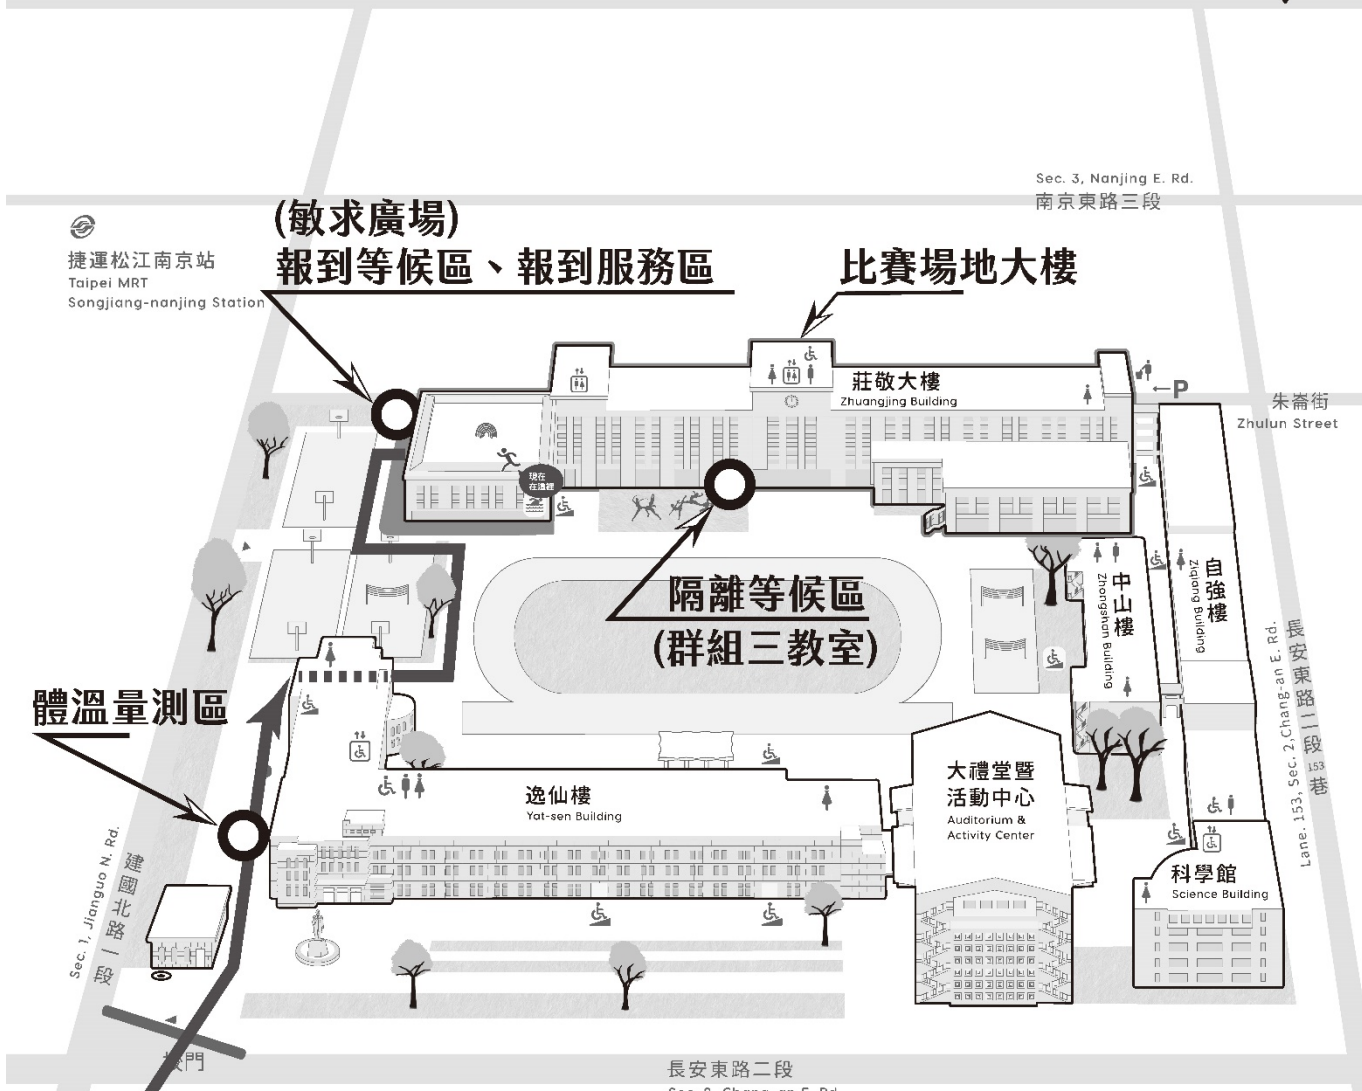 Sec. 3, Nanjing E. Rd.
南京東路三段
捷運松江南京站
Taipei MRT
Songjiang-nanjing Station
(敏求廣場)
報到等候區、報到服務區
比賽場地大樓
莊敬大樓
Zhuangjing Building
←P
朱崙街
Zhulun Street
現在
在這裡
隔離等候區
(群組三教室)
中山樓
Zhongshan Building
自強樓
Ziqiang Building
長安東路二段153巷
Lane. 153, Sec. 2,Chang-an E. Rd.
體溫量測區
逸仙樓
Yat-sen Building
大禮堂暨
活動中心
Auditorium &
Activity Center
科學館
Science Building
建國北路一段
Sec. 1, Jianguo N. Rd.
校門
長安東路二段
Sec. 2, Chang-an E. Rd.